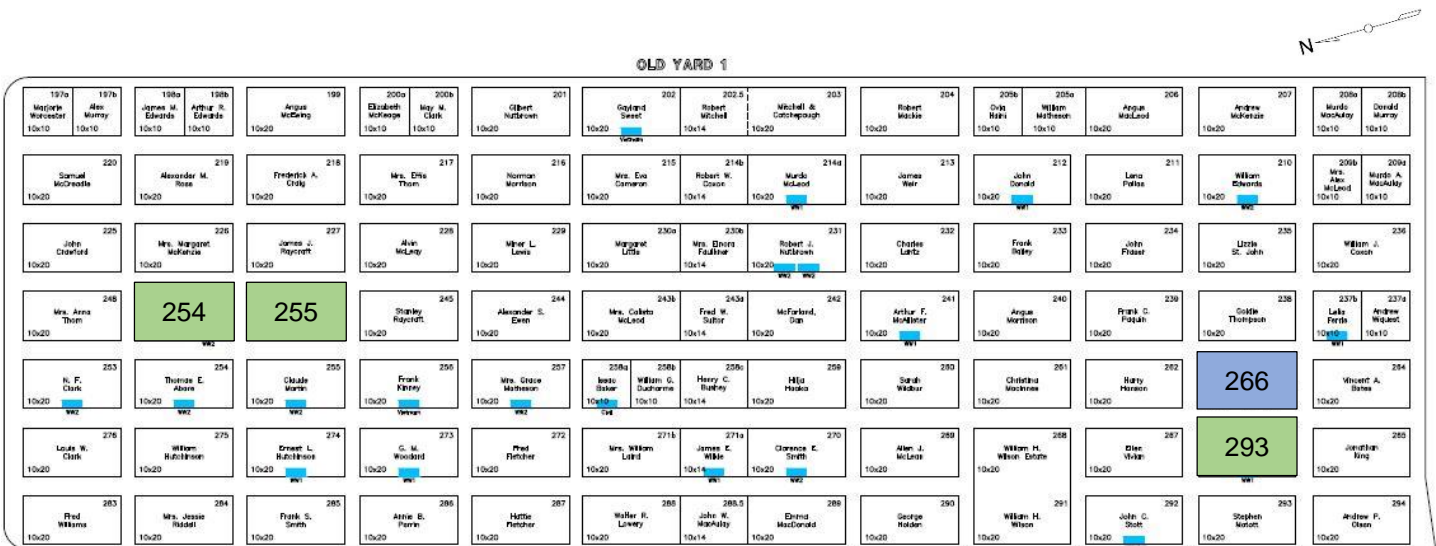 N
OLD YARD 1
197a 197b 198a 198b 199 200a 200b 201 202 202.5 203 204 205b 205a 206 207 208a 208b
Marjorie Worcester Alex Murray James M. Edwards Arthur R. Edwards Angus McEwing Elizabeth McKeage May M. Clark Gilbert Nuttbrown Gayland Sweet Robert Mitchell Mitchell & Catchepaugh Robert Mackie William Matheson Angus MacLeod Andrew McKenzie Murdo MacAulay Donald Murray
10x10 10x10 10x10 10x10 10x20 10x10 10x10 10x20 10x20 10x14 10x20 10x20 10x10 10x10 10x20 10x20 10x10 10x10
Vietnam
220 219 218 217 216 215 214b 214a 213 212 211 210 209b 209a
Samuel McCreadie Alexander M. Ross Frederick A. Craig Mrs. Effie Thom Norman Morrison Mrs. Eva Cameron Robert W. Coxon Murdo McLeod James Weir John Donald Lena William Edwards Mrs. Alex McLeod Murdo A. MacAulay
10x20 10x20 10x20 10x20 10x20 10x20 10x14 10x20 10x20 10x20 10x20 10x20 10x10 10x10
WW1 WW1 WW2
225 226 227 228 229 230a 230b 231 232 233 234 235 236
John Crawford Mrs. Margaret McKenzie James J. Raycraft Alvin McLeay Miner L. Lewis Margaret Little Mrs. Elnora Faulkner Robert J. Nuttbrown Charles Lantz Frank Bailey John Fraser Lizzie St. John William J. Coxon
10x20 10x20 10x20 10x20 10x20 10x20 10x14 10x20 10x20 10x20 10x20 10x20 10x20
WW2 WW2
248 254 255 245 244 243b 243a 242 241 240 239 238 237b 237a
Mrs. Anna Thom Stanley Raycraft Alexander S. Ewen Mrs. Calista McLeod Fred W. Suitor McFarland, Dan Arthur F. McAllister Angus Morrison Frank C. Paquin Goldie Thompson Lelia Ferrin Andrew Wiquest
10x20 10x20 10x20 10x20 10x14 10x20 10x20 10x20 10x20 10x20 10x10 10x10
WW2 WW1 WW1
253 254 255 256 257 258a 258b 258c 259 260 261 262 266 264
N. F. Clark Thomas E. Abare Claude Martin Frank Kinney Mrs. Grace Matheson Isaac Baker William G. Ducharme Harry C. Bushey Hilja Haaka Sarah Wildbur Christina MacInnes Harry Hanson Vincent A. Bates
10x20 10x20 10x20 10x20 10x20 10x10 10x10 10x14 10x20 10x20 10x20 10x20 10x20
WW2 WW2 WW2 Vietnam WW2 Civil
276 275 274 273 272 271b 271a 270 269 268 267 293 265
Louis W. Clark William Hutchinson Ernest L. Hutchinson G. M. Woodard Fred Fletcher Mrs. William Laird James E. Wilkie Clarence E. Smith Allen J. McLean William H. Wilson Estate Ellen Vivian Jonathan King
10x20 10x20 10x20 10x20 10x20 10x20 10x14 10x20 10x20 10x20 10x20 10x20
WW1 WW1 WW1 WW2 WW1
283 284 285 286 287 288 288.5 289 290 291 292 293 294
Fred Williams Mrs. Jessie Riddell Frank S. Smith Annie B. Perrin Hattie Fletcher Walter R. Lowery John W. MacAulay Emma MacDonald George Holden William H. Wilson John C. Stott Stephen Andrew P. Olsen
10x20 10x20 10x20 10x20 10x20 10x20 10x14 10x20 10x20 10x20 10x20 10x20 10x20